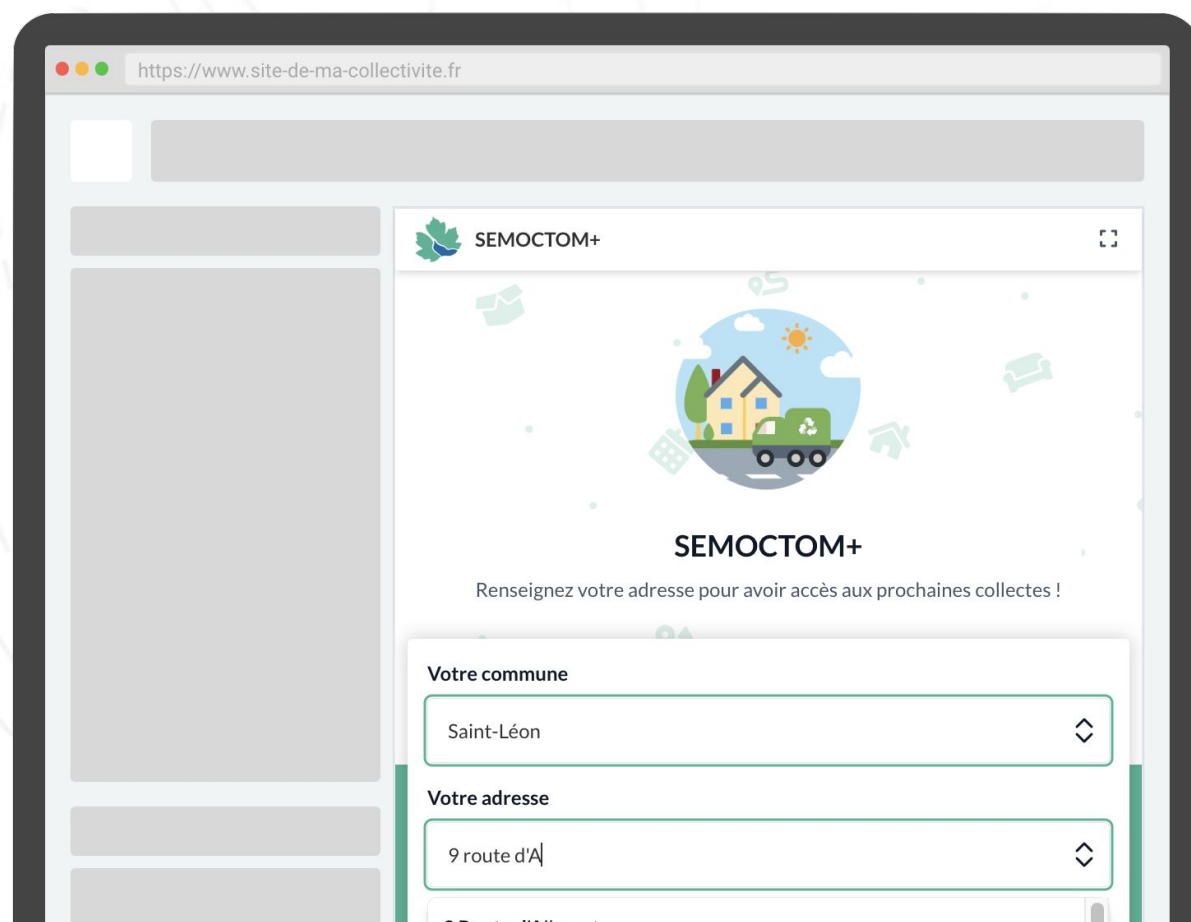 https://www.site-de-ma-collectivite.fr
SEMOCTOM+
SEMOCTOM+
Renseignez votre adresse pour avoir accès aux prochaines collectes !
Votre commune
Saint-Léon
Votre adresse
9 route d'A